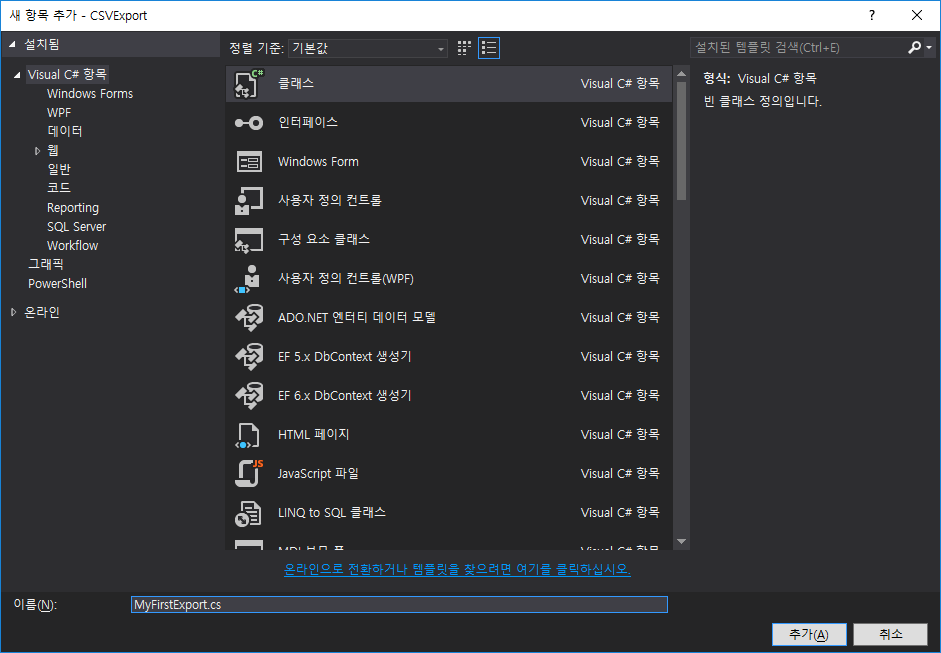 새 항목 추가 - CSVExport
설치됨
정렬 기준: 기본값
설치된 템플릿 검색(Ctrl+E)
Visual C# 항목
Windows Forms
WPF
데이터
웹
일반
코드
Reporting
SQL Server
Workflow
그래픽
PowerShell
온라인
클래스 Visual C# 항목
인터페이스 Visual C# 항목
Windows Form Visual C# 항목
사용자 정의 컨트롤 Visual C# 항목
구성 요소 클래스 Visual C# 항목
사용자 정의 컨트롤(WPF) Visual C# 항목
ADO.NET 엔터티 데이터 모델 Visual C# 항목
EF 5.x DbContext 생성기 Visual C# 항목
EF 6.x DbContext 생성기 Visual C# 항목
HTML 페이지 Visual C# 항목
JavaScript 파일 Visual C# 항목
LINQ to SQL 클래스 Visual C# 항목
MDI 부모 폼 Visual C# 항목
형식: Visual C# 항목
빈 클래스 정의입니다.
온라인으로 전환하거나 템플릿을 찾으려면 여기를 클릭하십시오.
이름(N): MyFirstExport.cs
추가(A) 취소